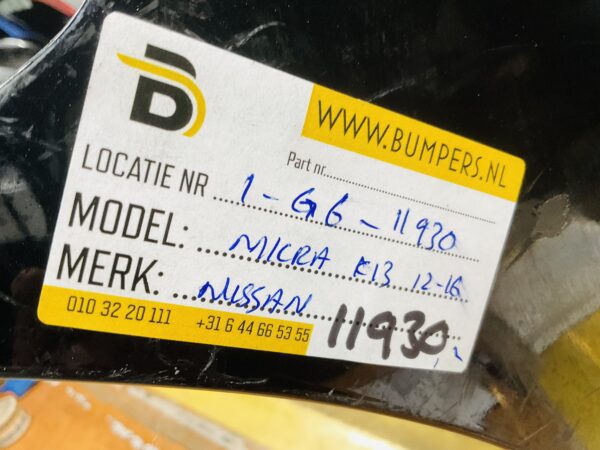 WWW.BUMPERS.NL
Part nr
LOCATIE NR 1-G6-11930
MODEL: MICRA K13 12-16
MERK: NISSAN
010 32 20 111 +31 6 44 66 53 55
11930